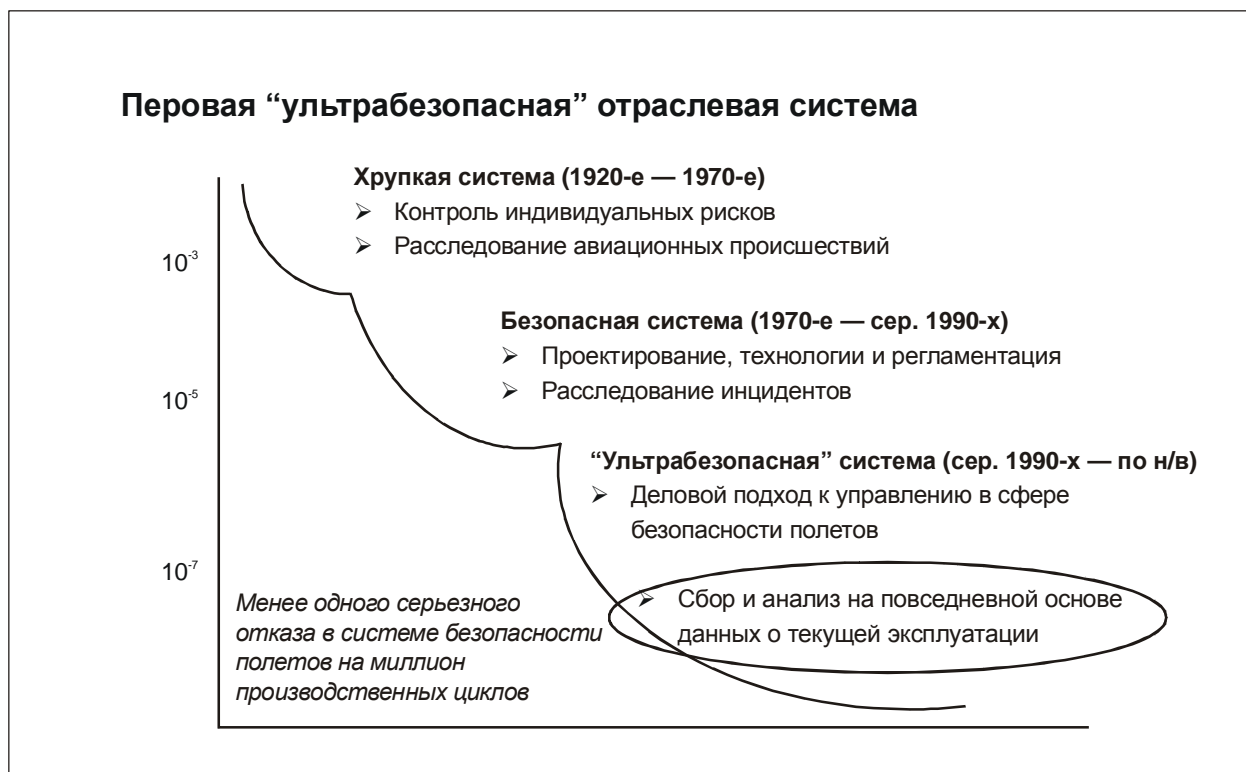 Перовая “ультрабезопасная” отраслевая система
Хрупкая система (1920-е — 1970-е)
➢ Контроль индивидуальных рисков
➢ Расследование авиационных происшествий
10⁻³
Безопасная система (1970-е — сер. 1990-х)
➢ Проектирование, технологии и регламентация
➢ Расследование инцидентов
10⁻⁵
“Ультрабезопасная” система (сер. 1990-х — по н/в)
➢ Деловой подход к управлению в сфере
безопасности полетов
10⁻⁷
➢ Сбор и анализ на повседневной основе
данных о текущей эксплуатации
Менее одного серьезного
отказа в системе безопасности
полетов на миллион
производственных циклов